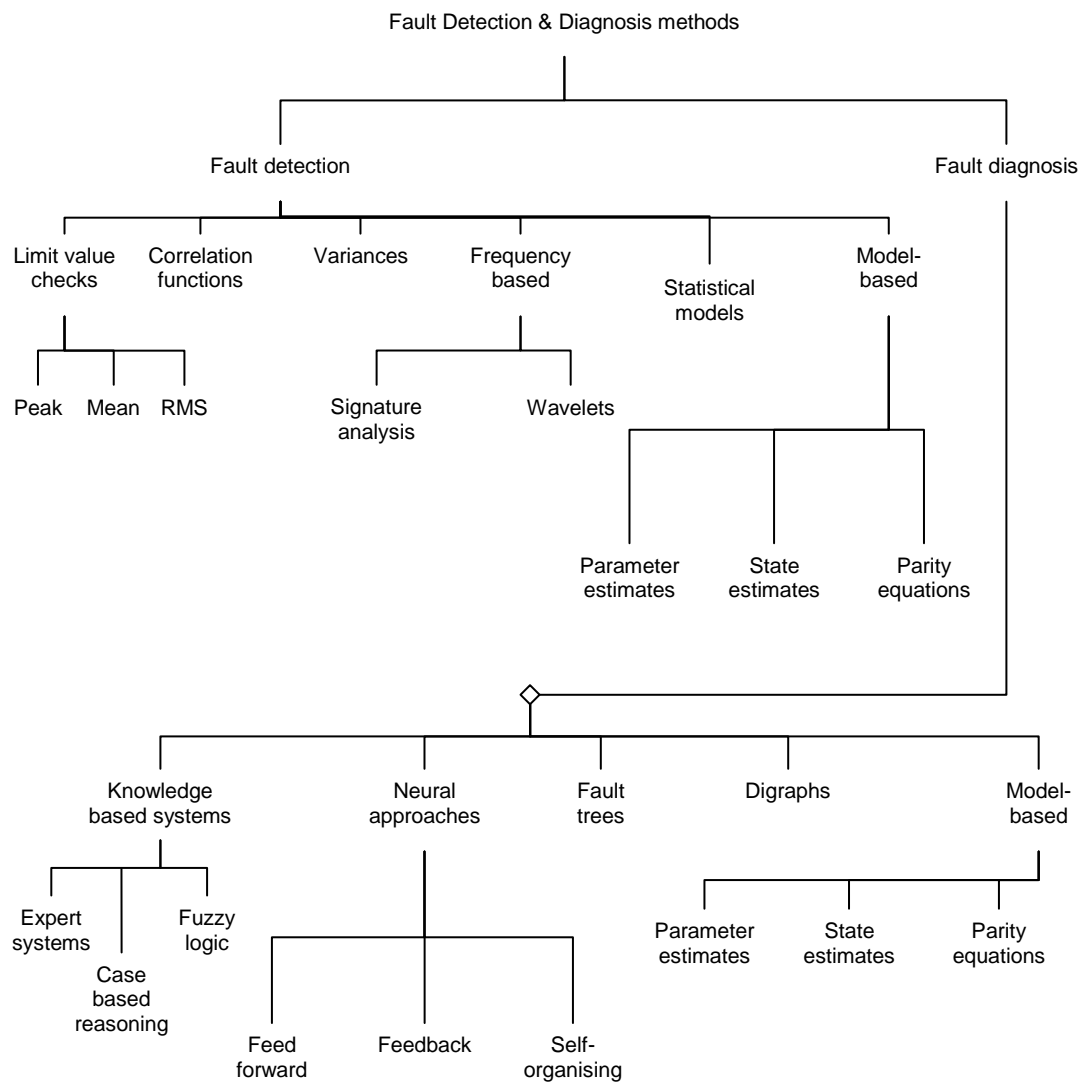 Fault Detection & Diagnosis methods
Fault detection
Fault diagnosis
Limit value
checks
Correlation
functions
Variances
Frequency
based
Statistical
models
Model-
based
Peak
Mean
RMS
Signature
analysis
Wavelets
Parameter
estimates
State
estimates
Parity
equations
Knowledge
based systems
Neural
approaches
Fault
trees
Digraphs
Model-
based
Expert
systems
Case
based
reasoning
Fuzzy
logic
Feed
forward
Feedback
Self-
organising
Parameter
estimates
State
estimates
Parity
equations